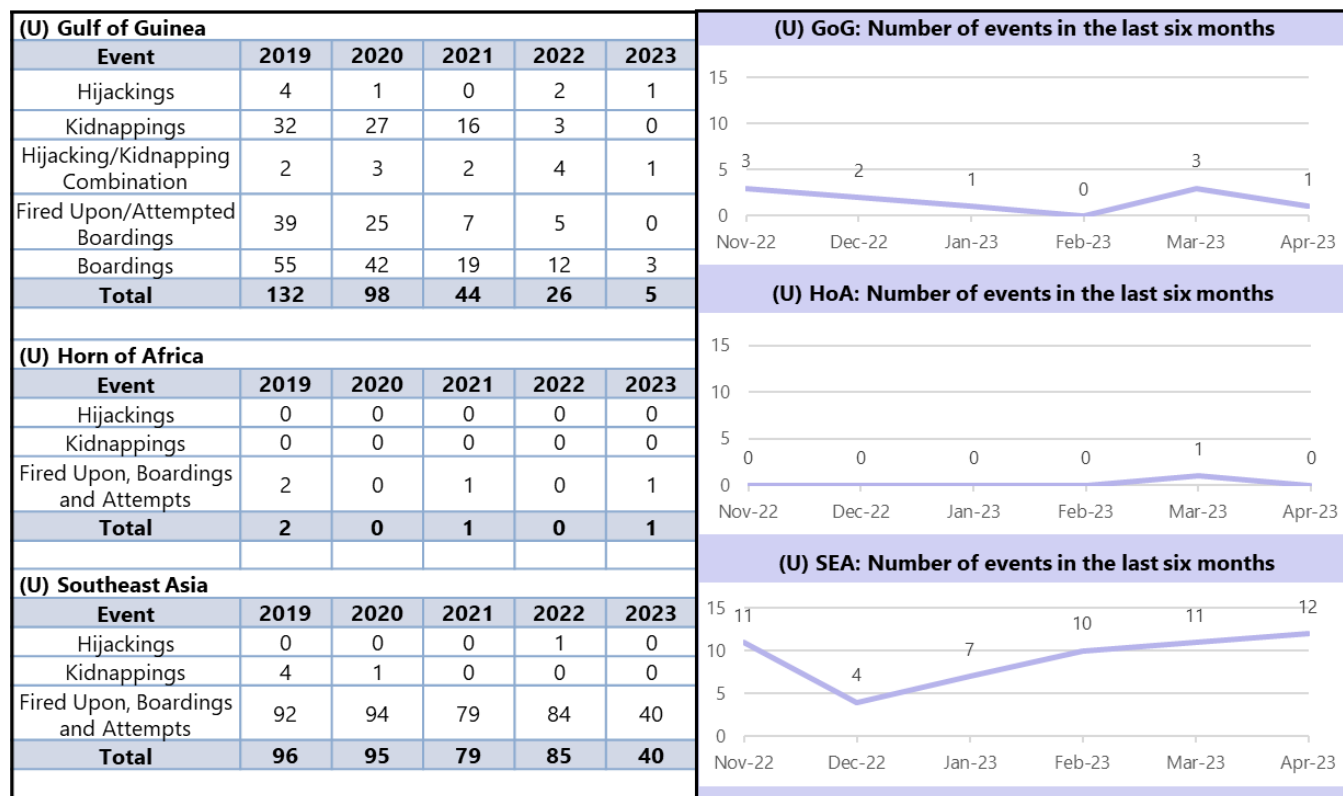 (U) Gulf of Guinea
Event 2019 2020 2021 2022 2023
Hijackings 4 1 0 2 1
Kidnappings 32 27 16 3 0
Hijacking/Kidnapping
Combination 2 3 2 4 1
Fired Upon/Attempted
Boardings 39 25 7 5 0
Boardings 55 42 19 12 3
Total 132 98 44 26 5
(U) Horn of Africa
Event 2019 2020 2021 2022 2023
Hijackings 0 0 0 0 0
Kidnappings 0 0 0 0 0
Fired Upon, Boardings
and Attempts 2 0 1 0 1
Total 2 0 1 0 1
(U) Southeast Asia
Event 2019 2020 2021 2022 2023
Hijackings 0 0 0 1 0
Kidnappings 4 1 0 0 0
Fired Upon, Boardings
and Attempts 92 94 79 84 40
Total 96 95 79 85 40
(U) GoG: Number of events in the last six months
15
10
5
0
3 2 1 0 3 1
Nov-22 Dec-22 Jan-23 Feb-23 Mar-23 Apr-23
(U) HoA: Number of events in the last six months
15
10
5
0
0 0 0 0 1 0
Nov-22 Dec-22 Jan-23 Feb-23 Mar-23 Apr-23
(U) SEA: Number of events in the last six months
15
10
5
0
11 4 7 10 11 12
Nov-22 Dec-22 Jan-23 Feb-23 Mar-23 Apr-23